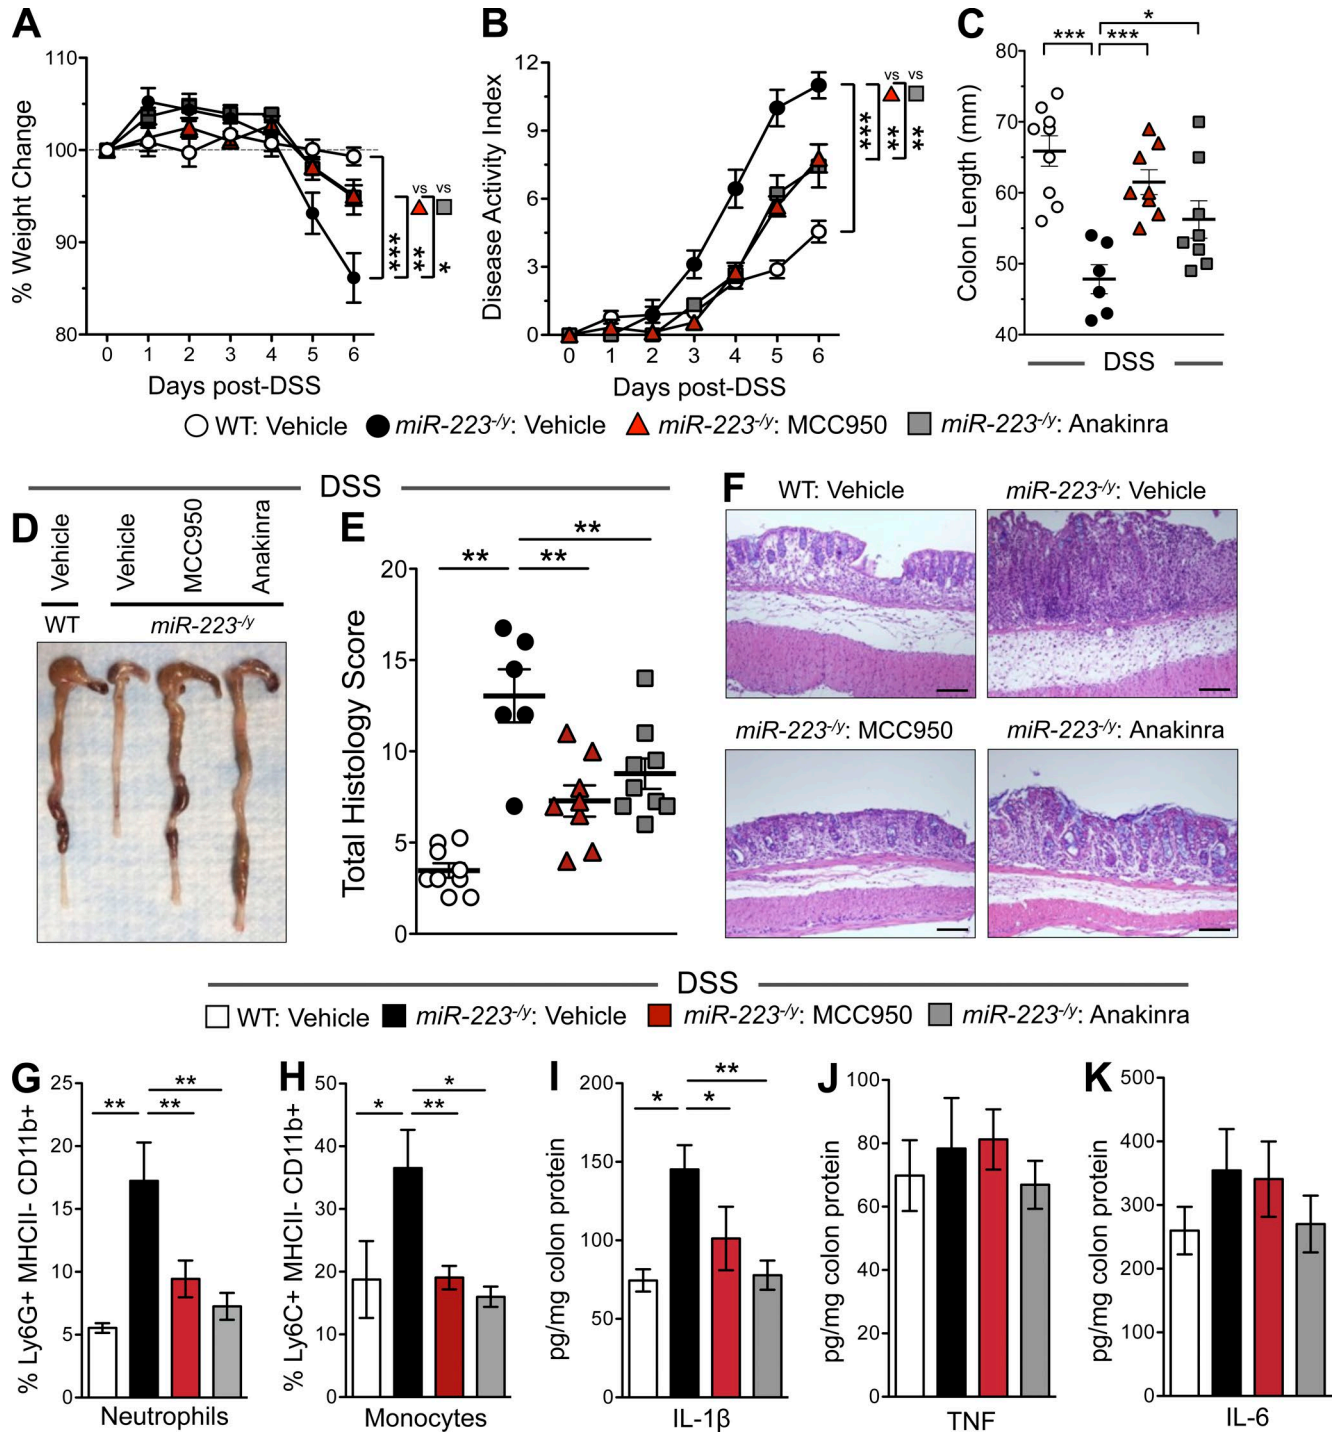 A
% Weight Change
110
100
90
80
0 1 2 3 4 5 6
Days post-DSS
vs vs
***
**
*
B
Disease Activity Index
12
9
6
3
0
0 1 2 3 4 5 6
Days post-DSS
vs vs
***
**
**
C
Colon Length (mm)
80
70
60
50
40
*
*** ***
DSS
WT: Vehicle miR-223-/y: Vehicle miR-223-/y: MCC950 miR-223-/y: Anakinra
DSS
D
Vehicle
Vehicle
MCC950
Anakinra
WT miR-223-/y
E
Total Histology Score
20
15
10
5
0
**
** **
F
WT: Vehicle miR-223-/y: Vehicle
miR-223-/y: MCC950 miR-223-/y: Anakinra
DSS
WT: Vehicle miR-223-/y: Vehicle miR-223-/y: MCC950 miR-223-/y: Anakinra
G
% Ly6G+ MHCII- CD11b+
25
20
15
10
5
0
**
** **
Neutrophils
H
% Ly6C+ MHCII- CD11b+
50
40
30
20
10
0
*
* **
Monocytes
I
pg/mg colon protein
200
150
100
50
0
**
* *
IL-1β
J
pg/mg colon protein
100
80
60
40
20
0
TNF
K
pg/mg colon protein
500
400
300
200
100
0
IL-6